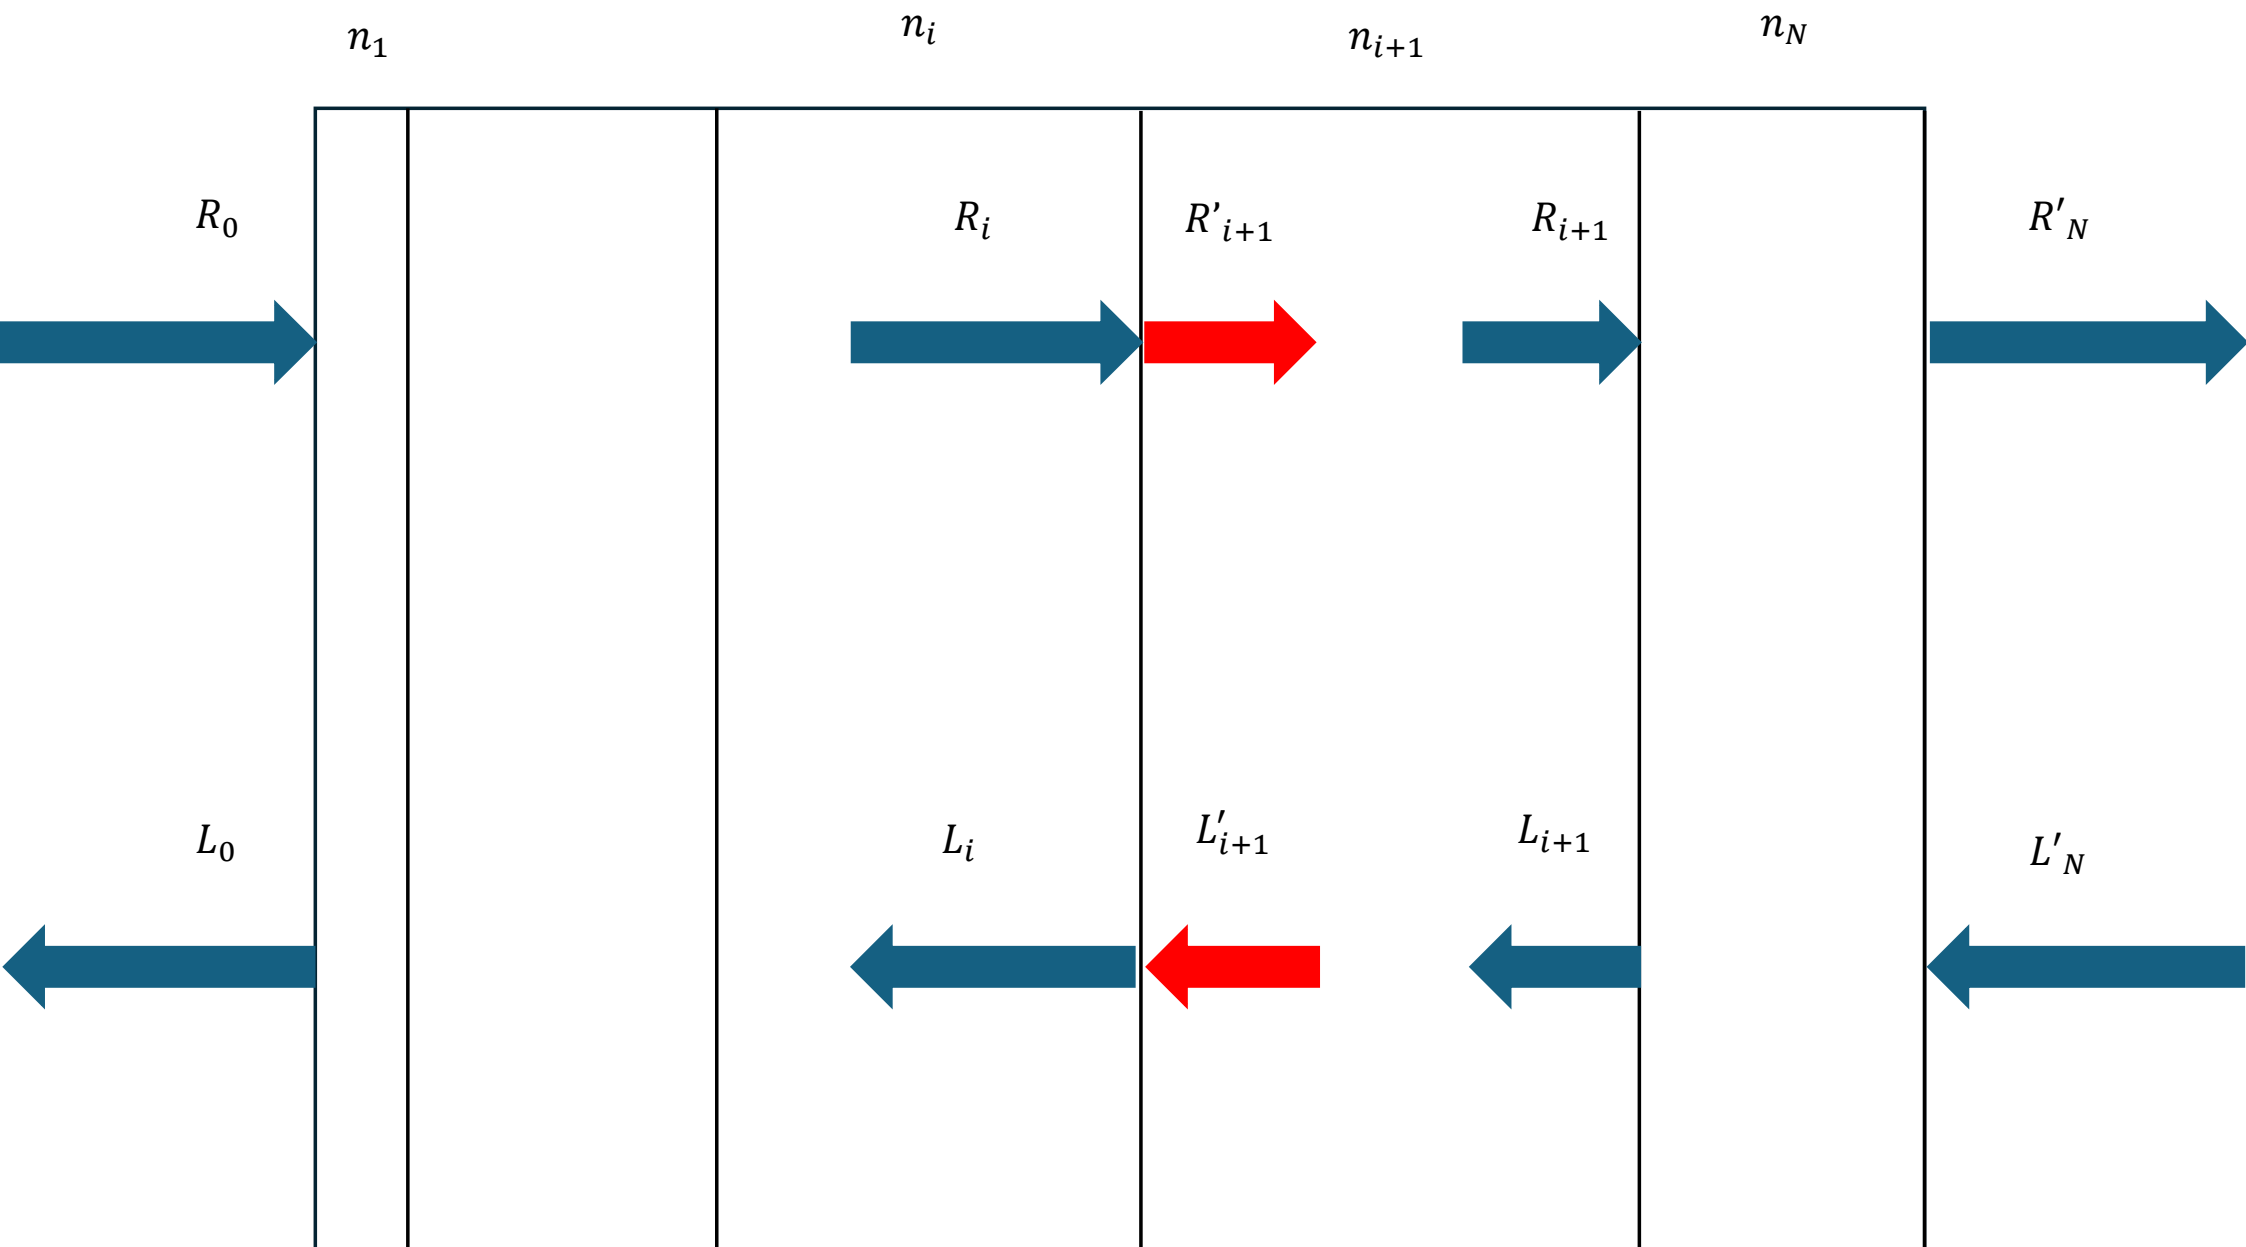 n₁
nᵢ
nᵢ₊₁
n_N
R₀
Rᵢ
R’ᵢ₊₁
Rᵢ₊₁
R′_N
L₀
Lᵢ
L′ᵢ₊₁
Lᵢ₊₁
L′_N